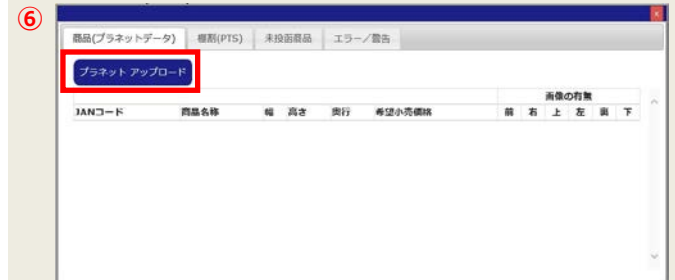 ⑥
x
商品(プラネットデータ) 棚割(PTS) 未投函商品 エラー/警告
プラネット アップロード
画像の有無
JANコード 商品名称 幅 高さ 奥行 希望小売価格 前 右 上 左 裏 下